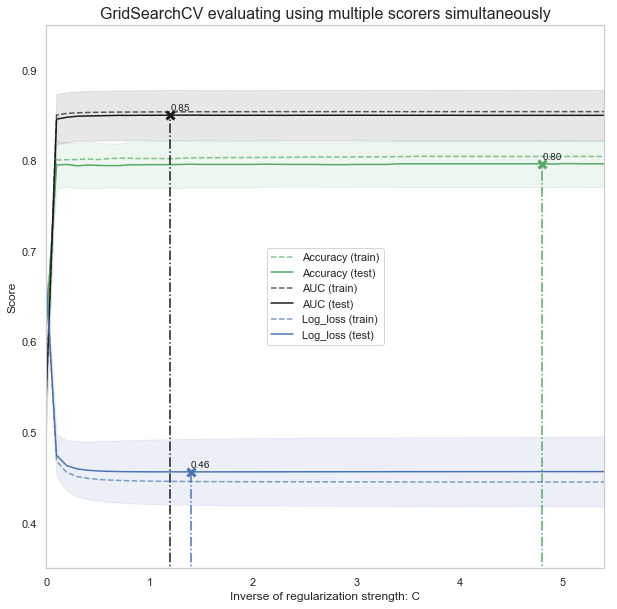 GridSearchCV evaluating using multiple scorers simultaneously
0.9
0.85
0.8
0.80
0.7
Accuracy (train)
Accuracy (test)
AUC (train)
AUC (test)
Log_loss (train)
Log_loss (test)
Score
0.6
0.5
0.46
0.4
0 1 2 3 4 5
Inverse of regularization strength: C